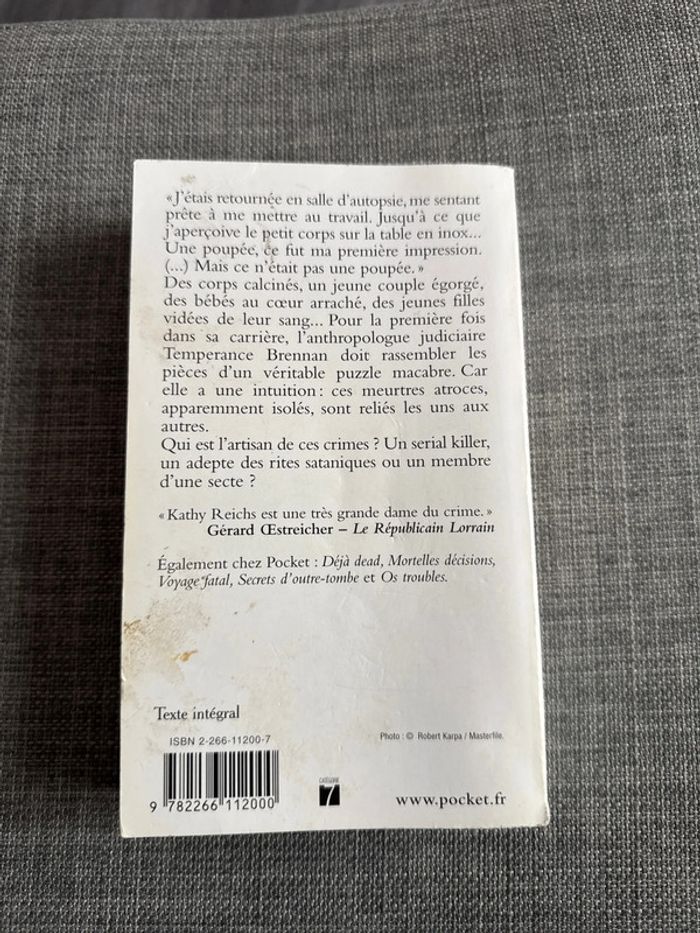 « J'étais retournée en salle d'autopsie, me sentant
prête à me mettre au travail. Jusqu'à ce que
j'aperçoive le petit corps sur la table en inox...
Une poupée, ce fut ma première impression.
(...) Mais ce n'était pas une poupée. »
Des corps calcinés, un jeune couple égorgé,
des bébés au cœur arraché, des jeunes filles
vidées de leur sang... Pour la première fois
dans sa carrière, l'anthropologue judiciaire
Temperance Brennan doit rassembler les
pièces d'un véritable puzzle macabre. Car
elle a une intuition : ces meurtres atroces,
apparemment isolés, sont reliés les uns aux
autres.
Qui est l'artisan de ces crimes ? Un serial killer,
un adepte des rites sataniques ou un membre
d'une secte ?
« Kathy Reichs est une très grande dame du crime. »
Gérard Œstreicher – Le Républicain Lorrain
Également chez Pocket : Déjà dead, Mortelles décisions,
Voyage fatal, Secrets d'outre-tombe et Os troubles.
Texte intégral
ISBN 2-266-11200-7
Photo : © Robert Karpa / Masterfile.
9 782266 112000
CATÉGORIE
7
www.pocket.fr